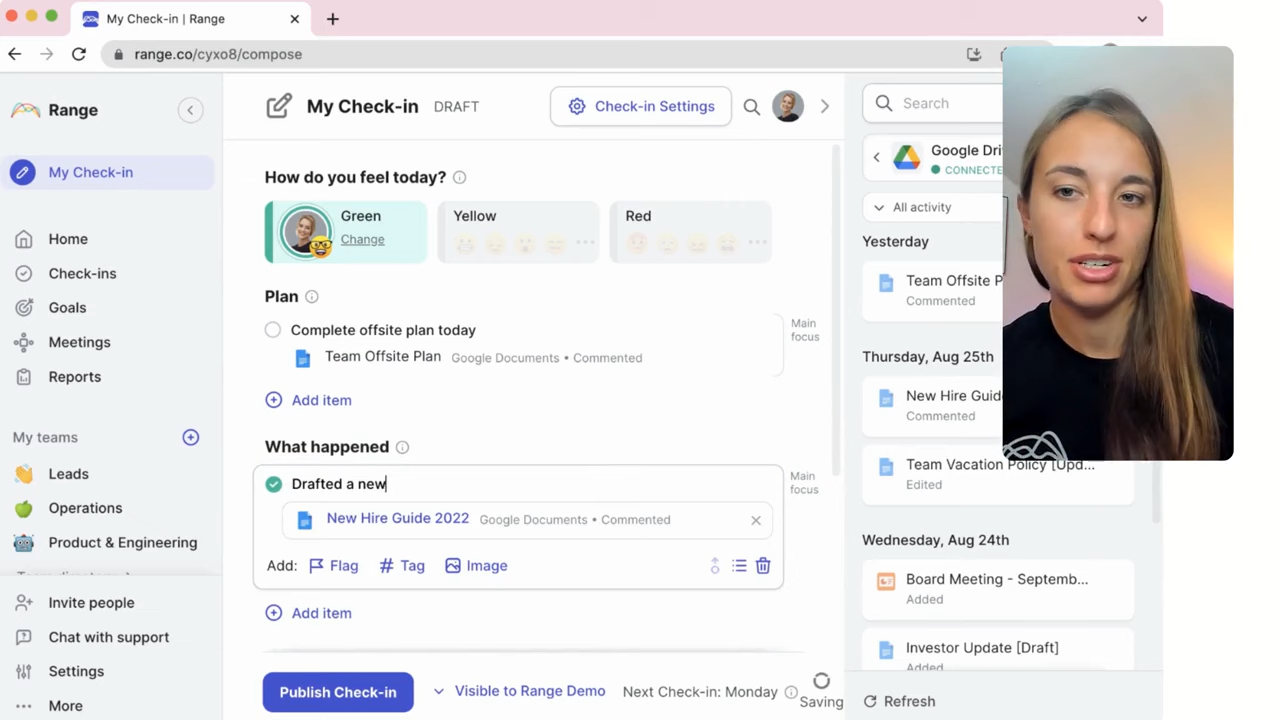 My Check-in | Range
range.co/cyxo8/compose
Range
My Check-in
Home
Check-ins
Goals
Meetings
Reports
My teams
Leads
Operations
Product & Engineering
Invite people
Chat with support
Settings
More
My Check-in DRAFT
Check-in Settings
How do you feel today?
Green
Change
Yellow
Red
Plan
Complete offsite plan today
Team Offsite Plan Google Documents • Commented
Main focus
Add item
What happened
Drafted a new
New Hire Guide 2022 Google Documents • Commented
Main focus
Add: Flag # Tag Image
Add item
Publish Check-in
Visible to Range Demo
Next Check-in: Monday
Saving
Search
Google Dri
CONNECTE
All activity
Yesterday
Team Offsite P
Commented
Thursday, Aug 25th
New Hire Guid
Commented
Team Vacation Policy [Upd...
Edited
Wednesday, Aug 24th
Board Meeting - Septemb...
Added
Investor Update [Draft]
Added
Refresh